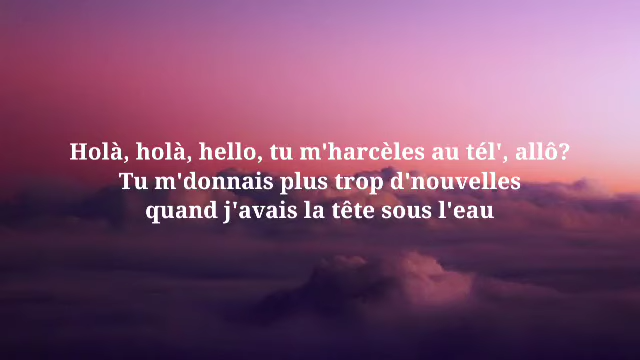 Holà, holà, hello, tu m'harcèles au tél', allô?
Tu m'donnais plus trop d'nouvelles
quand j'avais la tête sous l'eau